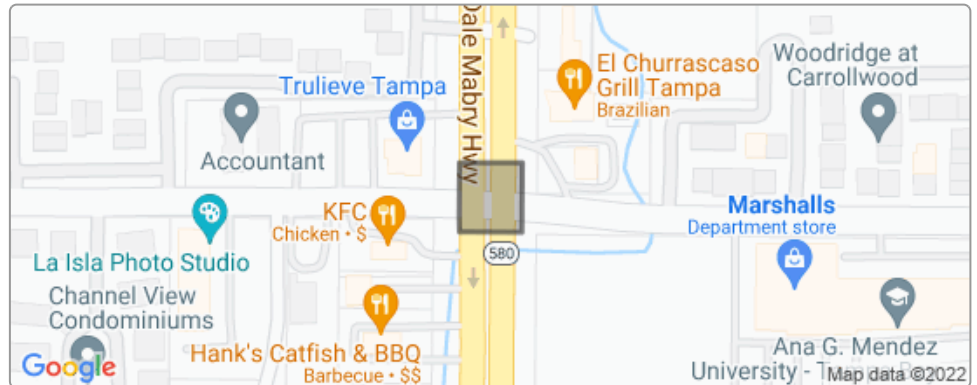 Dale Mabry Hwy
El Churrascaso
Grill Tampa
Brazilian
Woodridge at
Carrollwood
Trulieve Tampa
Accountant
KFC
Chicken • $
Marshalls
Department store
La Isla Photo Studio
580
Channel View
Condominiums
Hank's Catfish & BBQ
Barbecue • $$
Ana G. Mendez
University -
Google
Map data ©2022